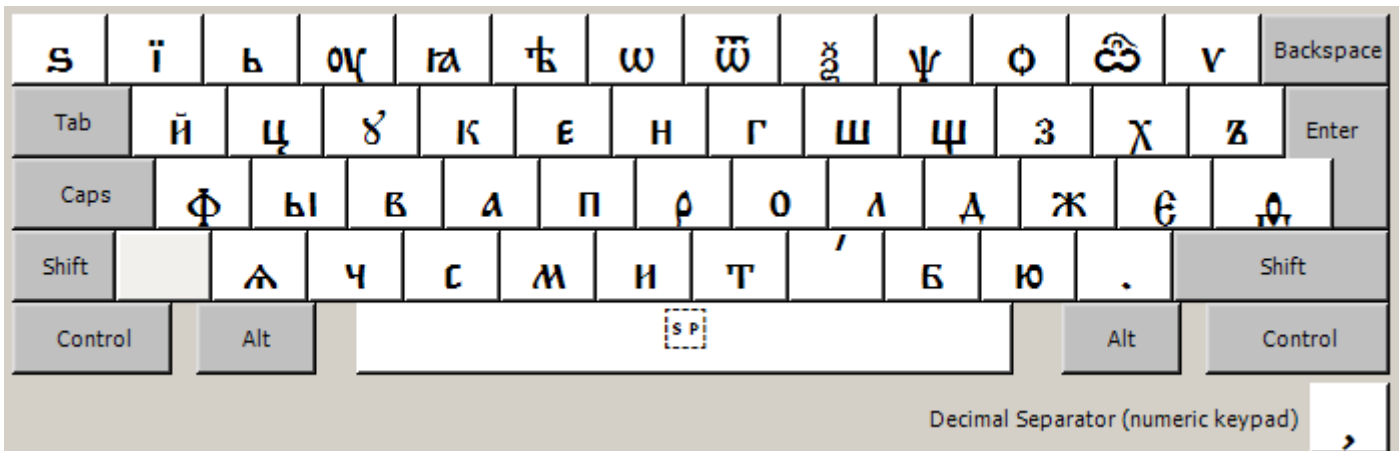 ѕ ї ь ѹ ꙗ ѣ ѡ ѿ ѯ ѱ ѻ ѽ ѵ Backspace
Tab й ц ꙋ к е н г ш щ з х ъ Enter
Caps ф ы в а п р о л д ж є ѫ
Shift ѧ ч с м и т ́ б ю . Shift
Control Alt SP Alt Control
Decimal Separator (numeric keypad) ,